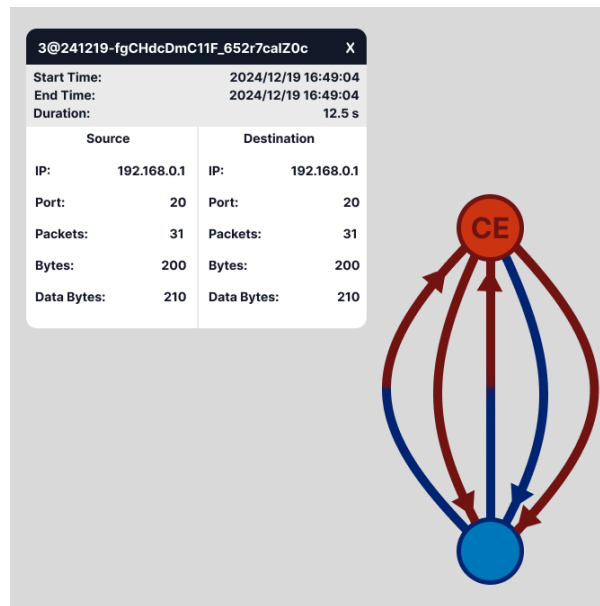 3@241219-fgCHdcDmC11F_652r7calZ0c X
Start Time: 2024/12/19 16:49:04
End Time: 2024/12/19 16:49:04
Duration: 12.5 s
Source Destination
IP: 192.168.0.1 IP: 192.168.0.1
Port: 20 Port: 20
Packets: 31 Packets: 31
Bytes: 200 Bytes: 200
Data Bytes: 210 Data Bytes: 210
CE